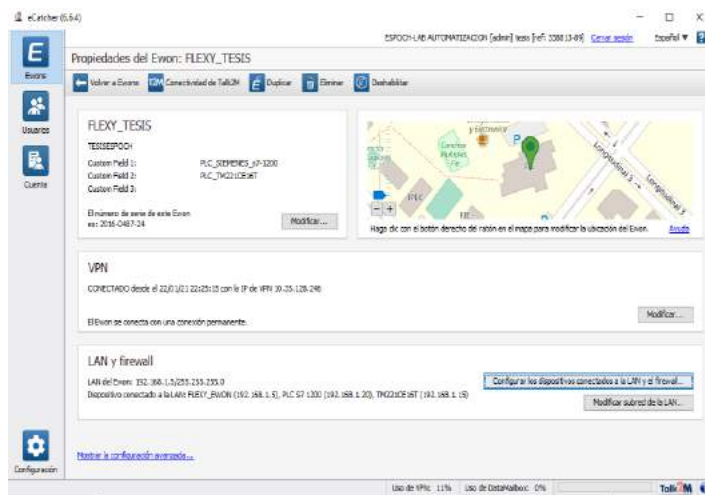 eCatcher (6.5.4)
ESPOCH-LAB AUTOMATIZACION [admin] tesis [ref: 338813-89] Cerrar sesión Español
Propiedades del Ewon: FLEXY_TESIS
Volver a Ewons Conectividad de Talk2M Duplicar Eliminar Deshabilitar
Ewons
Usuarios
Cuenta
FLEXY_TESIS
TESISESPOCH
Custom Field 1: PLC_SIEMENES_s7-1200
Custom Field 2: PLC_TM221CE16T
Custom Field 3:
El número de serie de este Ewon
es: 2016-0487-24
Modificar...
Longitudinal 5
Haga clic con el botón derecho del ratón en el mapa para modificar la ubicación del Ewon. Ayuda
VPN
CONECTADO desde el 22/01/21 22:25:15 con la IP de VPN 10.35.128.246
El Ewon se conecta con una conexión permanente.
Modificar...
LAN y firewall
LAN del Ewon: 192.168.1.5/255.255.255.0
Configurar los dispositivos conectados a la LAN y el firewall...
Dispositivo conectado a la LAN: FLEXY_EWON (192.168.1.5), PLC S7 1200 (192.168.1.20), TM221CE16T (192.168.1.15)
Modificar subred de la LAN...
Mostrar la configuración avanzada...
Configuración
Uso de VPN: 11% Uso de DataMailbox: 0% Talk2M